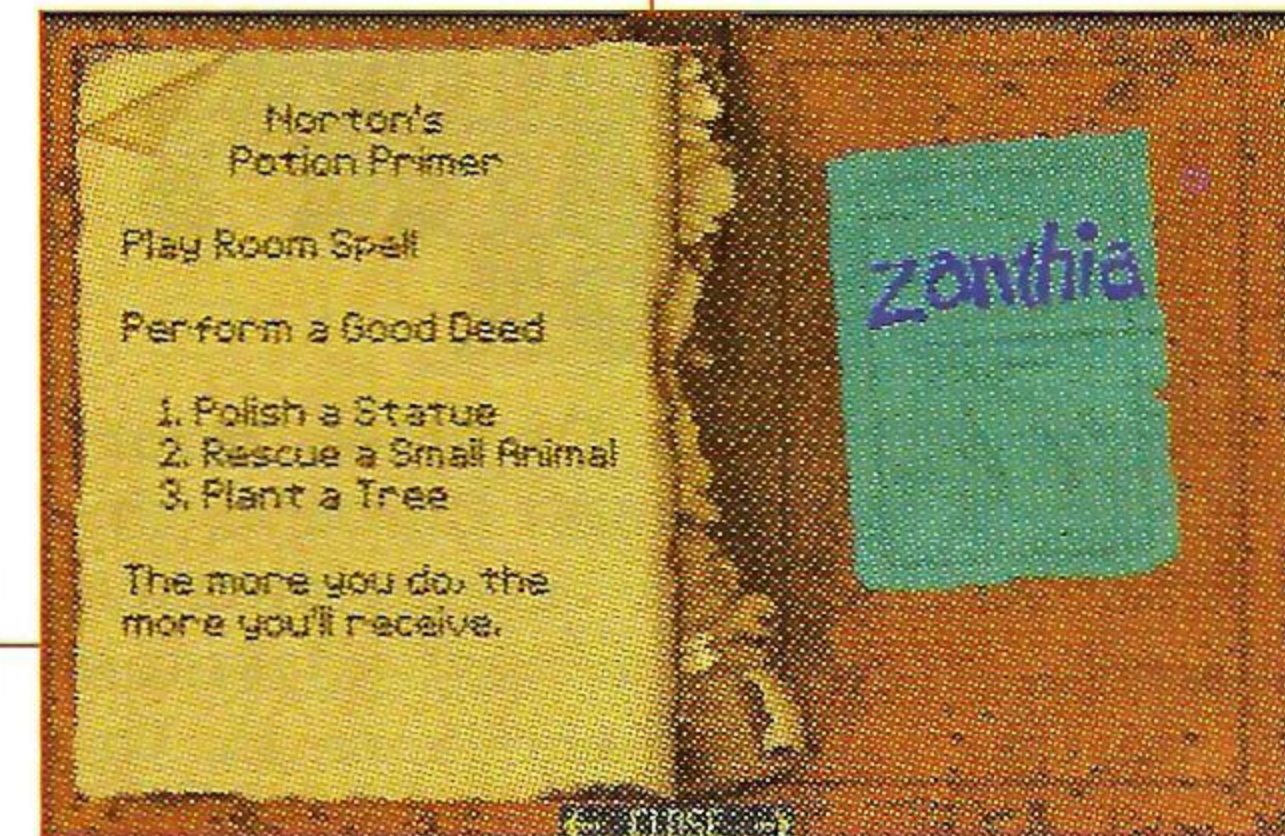 Norton's
Potion Primer
Play Room Spell
Perform a Good Deed
1. Polish a Statue
2. Rescue a Small Animal
3. Plant a Tree
The more you do, the
more you'll receive.
zanthia
← CLOSE →